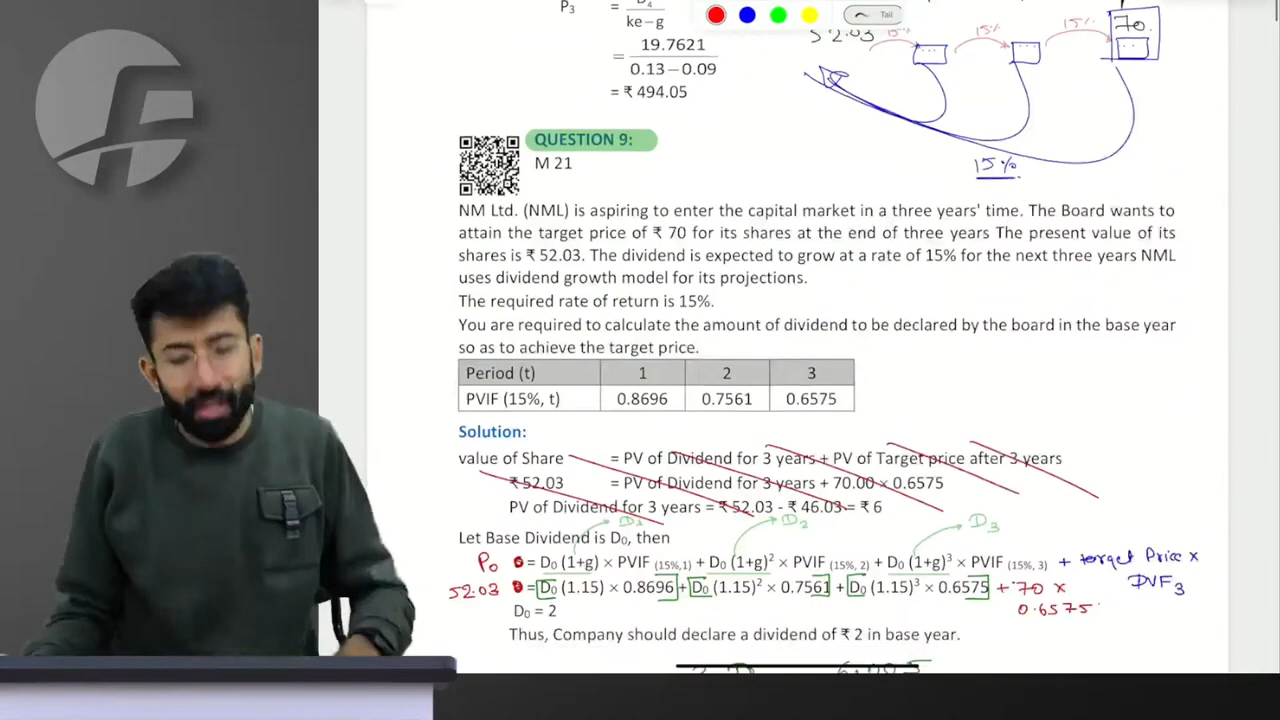 P3 = D4
ke – g
Tail
= 19.7621
0.13 – 0.09
= ₹ 494.05
52.03
15%
15%
15%
70.
15%
QUESTION 9:
M 21
NM Ltd. (NML) is aspiring to enter the capital market in a three years' time. The Board wants to
attain the target price of ₹ 70 for its shares at the end of three years The present value of its
shares is ₹ 52.03. The dividend is expected to grow at a rate of 15% for the next three years NML
uses dividend growth model for its projections.
The required rate of return is 15%.
You are required to calculate the amount of dividend to be declared by the board in the base year
so as to achieve the target price.
Period (t) 1 2 3
PVIF (15%, t) 0.8696 0.7561 0.6575
Solution:
value of Share = PV of Dividend for 3 years + PV of Target price after 3 years
₹ 52.03 = PV of Dividend for 3 years + 70.00 × 0.6575
PV of Dividend for 3 years = ₹ 52.03 - ₹ 46.03 = ₹ 6
D1 D2 D3
Let Base Dividend is D0, then
P0 = D0 (1+g) × PVIF (15%,1) + D0 (1+g)2 × PVIF (15%, 2) + D0 (1+g)3 × PVIF (15%, 3) + target Price × PVF3
52.03 = D0 (1.15) × 0.8696 + D0 (1.15)2 × 0.7561 + D0 (1.15)3 × 0.6575 + 70 × 0.6575
D0 = 2
Thus, Company should declare a dividend of ₹ 2 in base year.